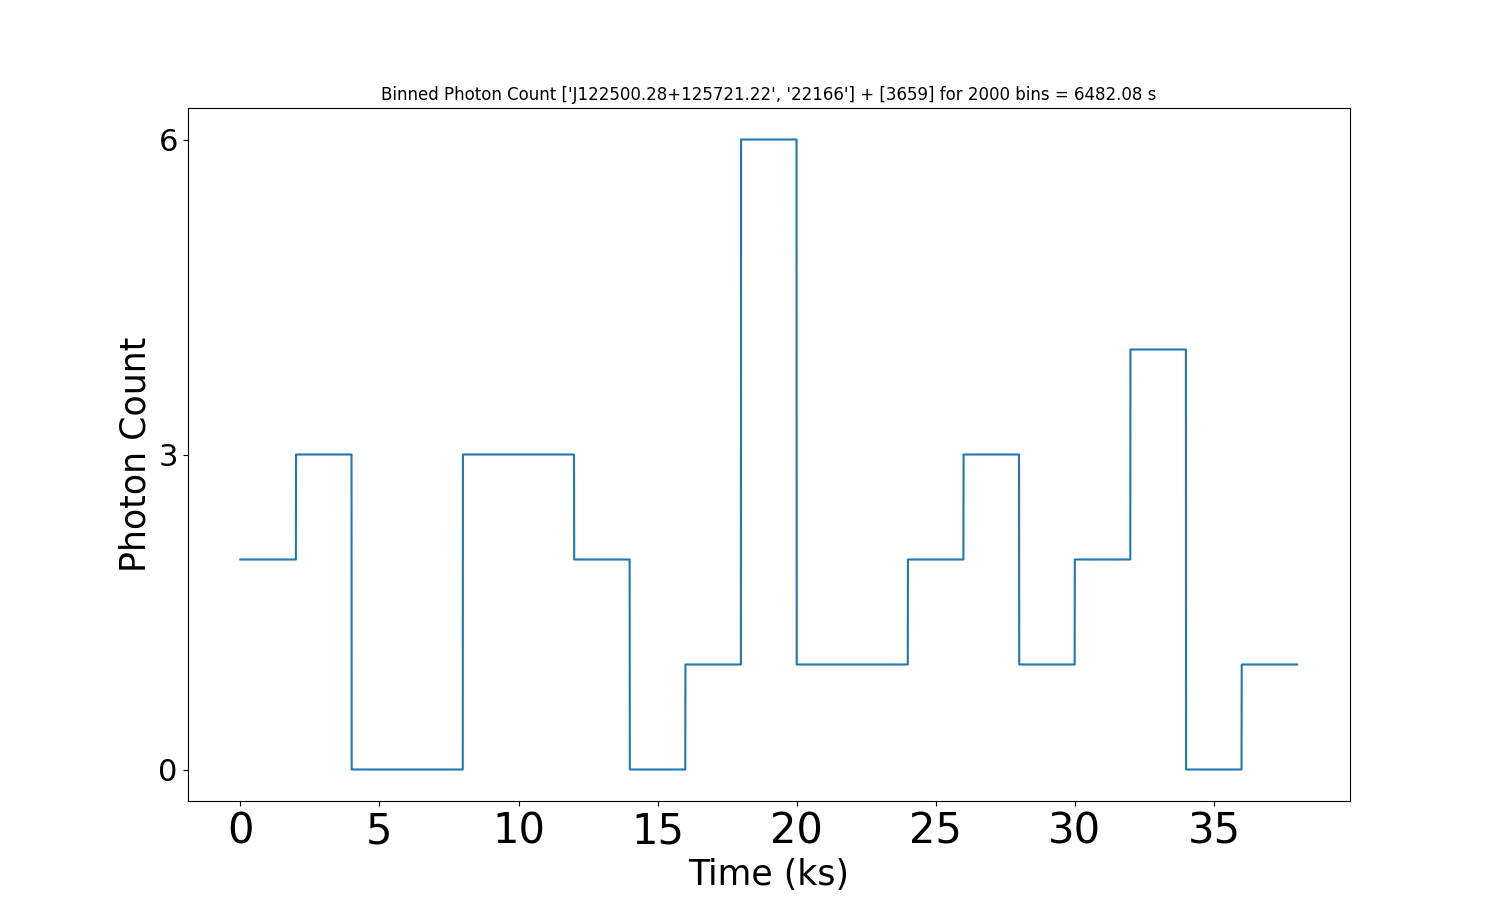 Binned Photon Count ['J122500.28+125721.22', '22166'] + [3659] for 2000 bins = 6482.08 s
6
3
0
Photon Count
0 5 10 15 20 25 30 35
Time (ks)